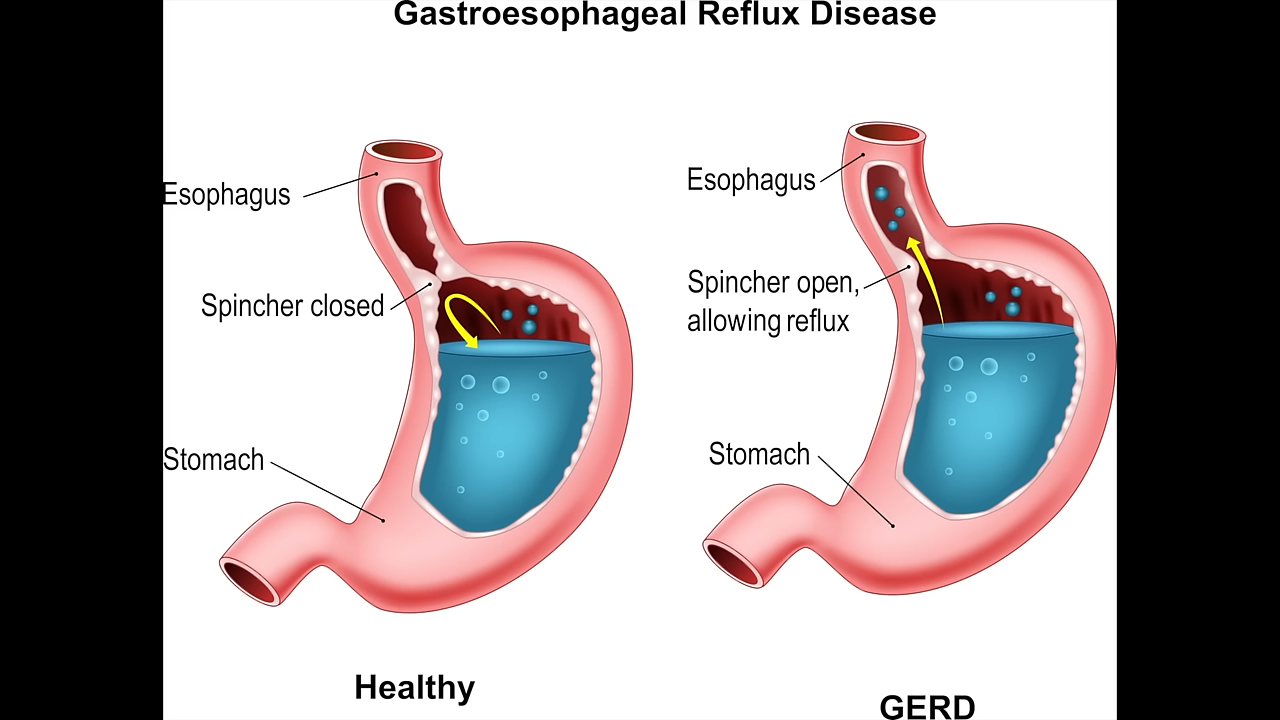 Gastroesophageal Reflux Disease
Esophagus
Spincher closed
Stomach
Healthy
Esophagus
Spincher open,
allowing reflux
Stomach
GERD